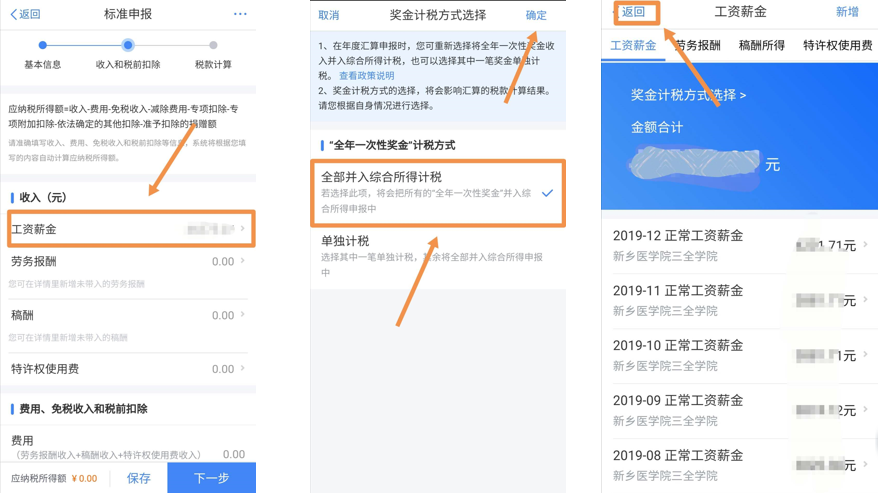 返回
标准申报
基本信息
收入和税前扣除
税款计算
应纳税所得额=收入-费用-免税收入-减除费用-专项扣除-专
项附加扣除-依法确定的其他扣除-准予扣除的捐赠额
请准确填写收入、费用、免税收入和税前扣除等信息，系统将根据您填
写的内容自动计算应纳税所得额。
收入（元）
工资薪金
劳务报酬
0.00
您可在详情里新增未带入的劳务报酬
稿酬
0.00
您可在详情里新增未带入的稿酬
特许权使用费
0.00
费用、免税收入和税前扣除
费用
（劳务报酬收入+稿酬收入+特许权使用费收入）
0.00
应纳税所得额 ¥0.00
保存
下一步
取消
奖金计税方式选择
确定
1、在年度汇算申报时，您可重新选择将全年一次性奖金收
入并入综合所得计税，也可以选择其中一笔奖金单独计
税。 查看政策说明
2、奖金计税方式的选择，将会影响汇算的税款计算结果。
请您根据自身情况进行选择。
“全年一次性奖金”计税方式
全部并入综合所得计税
若选择此项，将会把所有的“全年一次性奖金”并入综
合所得申报中
单独计税
选择其中一笔单独计税，其余将全部并入综合所得申报
中
返回
工资薪金
新增
工资薪金
劳务报酬
稿酬所得
特许权使用费
奖金计税方式选择 >
金额合计
元
2019-12 正常工资薪金
新乡医学院三全学院
1.71元
2019-11 正常工资薪金
新乡医学院三全学院
元
2019-10 正常工资薪金
新乡医学院三全学院
1元
2019-09 正常工资薪金
新乡医学院三全学院
2元
2019-08 正常工资薪金
新乡医学院三全学院
元